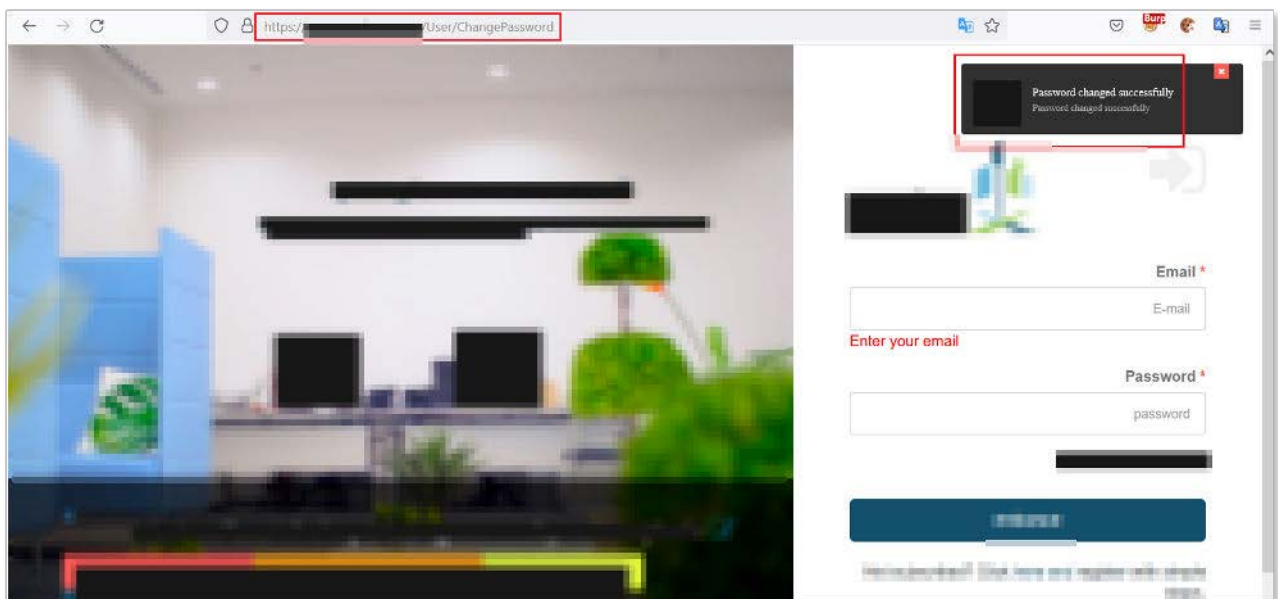 https:/ /User/ChangePassword
Burp
Password changed successfully
Password changed successfully
Email *
E-mail
Enter your email
Password *
password